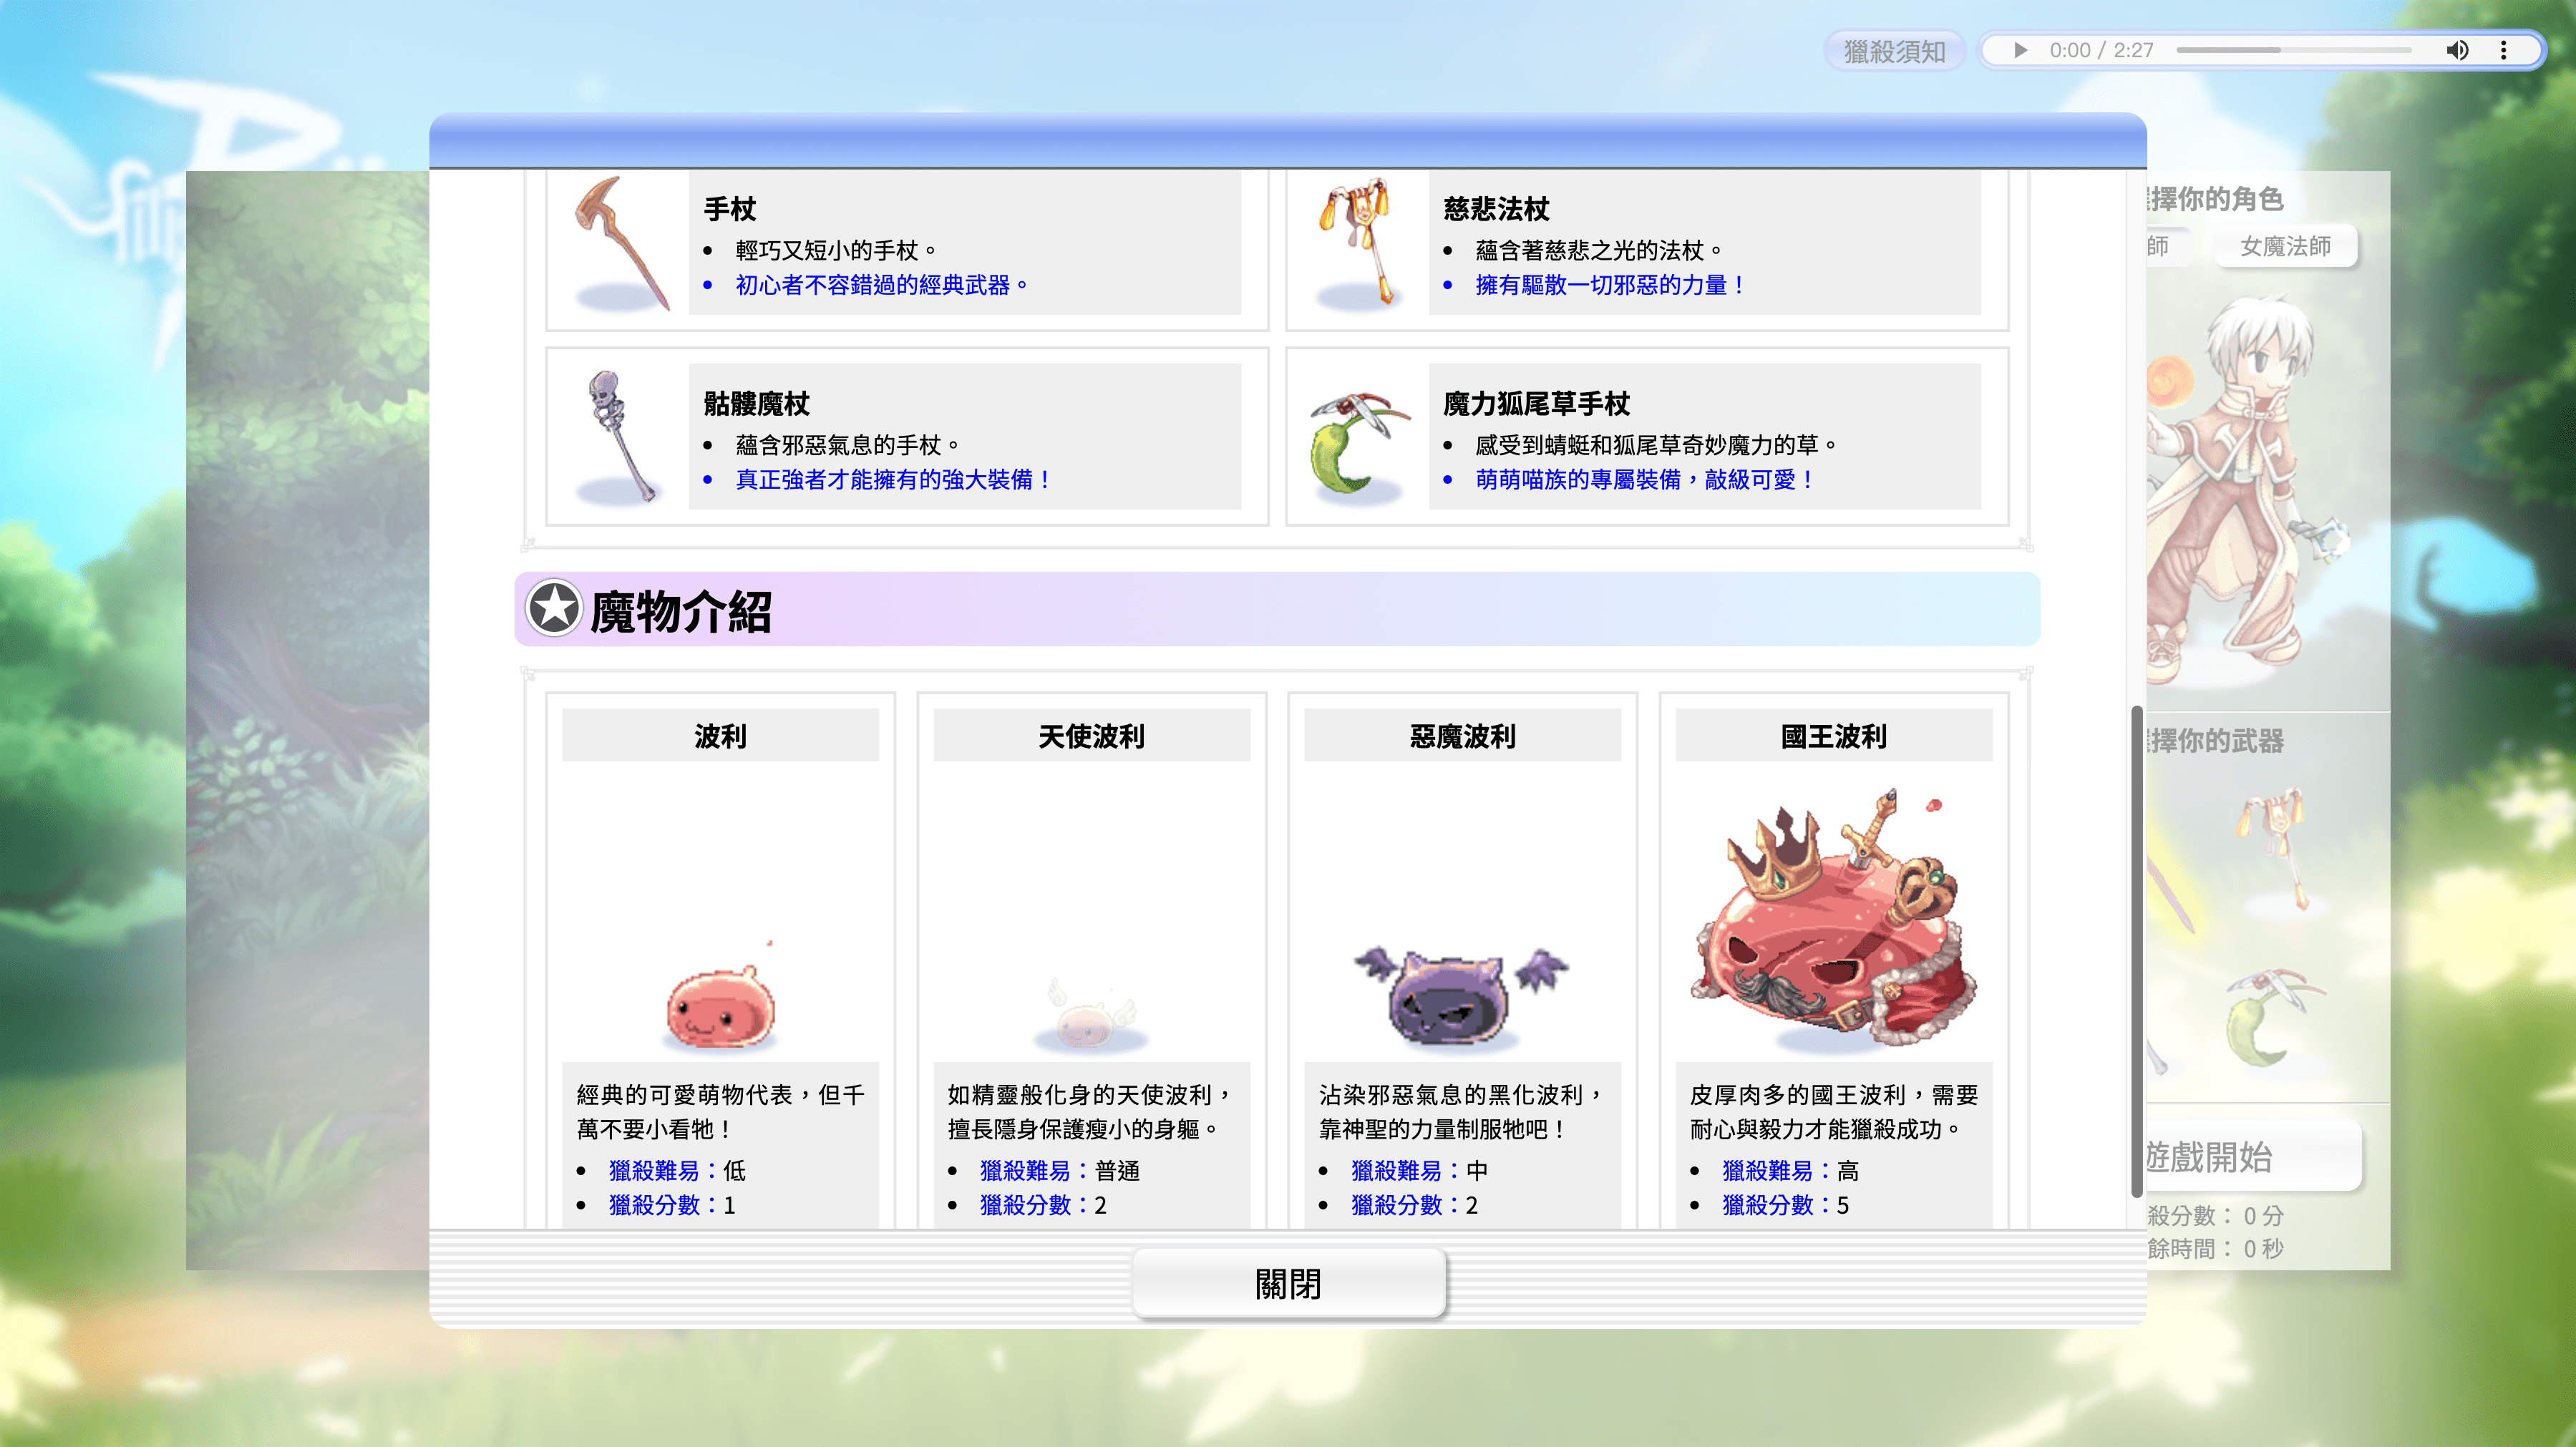 獵殺須知
0:00 / 2:27
手杖
輕巧又短小的手杖。
初心者不容錯過的經典武器。
慈悲法杖
蘊含著慈悲之光的法杖。
擁有驅散一切邪惡的力量！
骷髏魔杖
蘊含邪惡氣息的手杖。
真正強者才能擁有的強大裝備！
魔力狐尾草手杖
感受到蜻蜓和狐尾草奇妙魔力的草。
萌萌喵族的專屬裝備，敲級可愛！
魔物介紹
波利
經典的可愛萌物代表，但千
萬不要小看牠！
獵殺難易：低
獵殺分數：1
天使波利
如精靈般化身的天使波利，
擅長隱身保護瘦小的身軀。
獵殺難易：普通
獵殺分數：2
惡魔波利
沾染邪惡氣息的黑化波利，
靠神聖的力量制服牠吧！
獵殺難易：中
獵殺分數：2
國王波利
皮厚肉多的國王波利，需要
耐心與毅力才能獵殺成功。
獵殺難易：高
獵殺分數：5
關閉
擇你的角色
師
女魔法師
擇你的武器
遊戲開始
殺分數：0 分
餘時間：0 秒